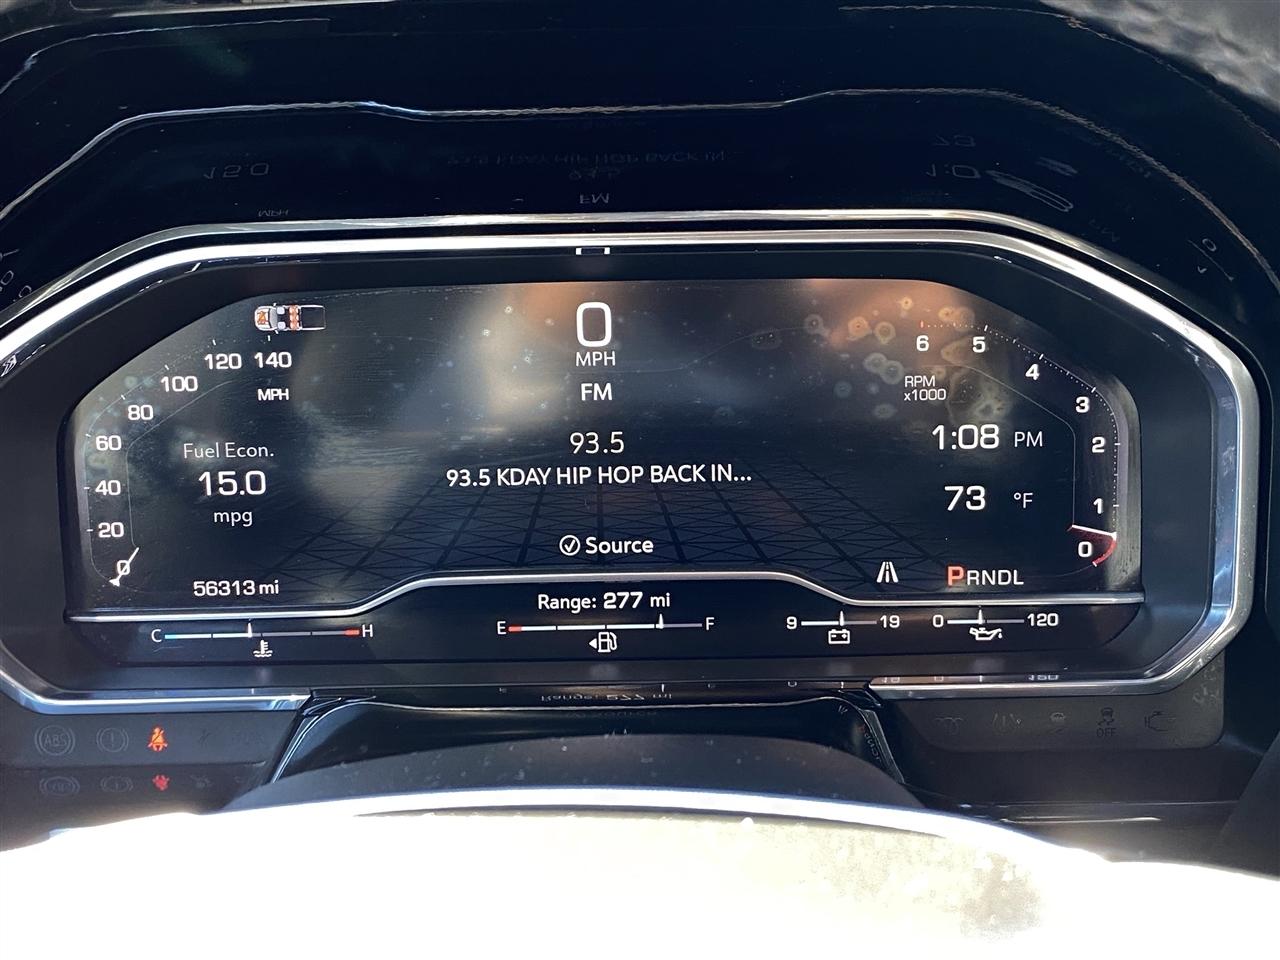 0
MPH
FM
93.5
93.5 KDAY HIP HOP BACK IN...
Source
140
120
100
80
60
40
20
0
MPH
Fuel Econ.
15.0
mpg
56313 mi
6
5
4
3
2
1
0
RPM
x1000
1:08 PM
73 °F
PRNDL
Range: 277 mi
C H
E F
9 19
0 120
ABS
OFF